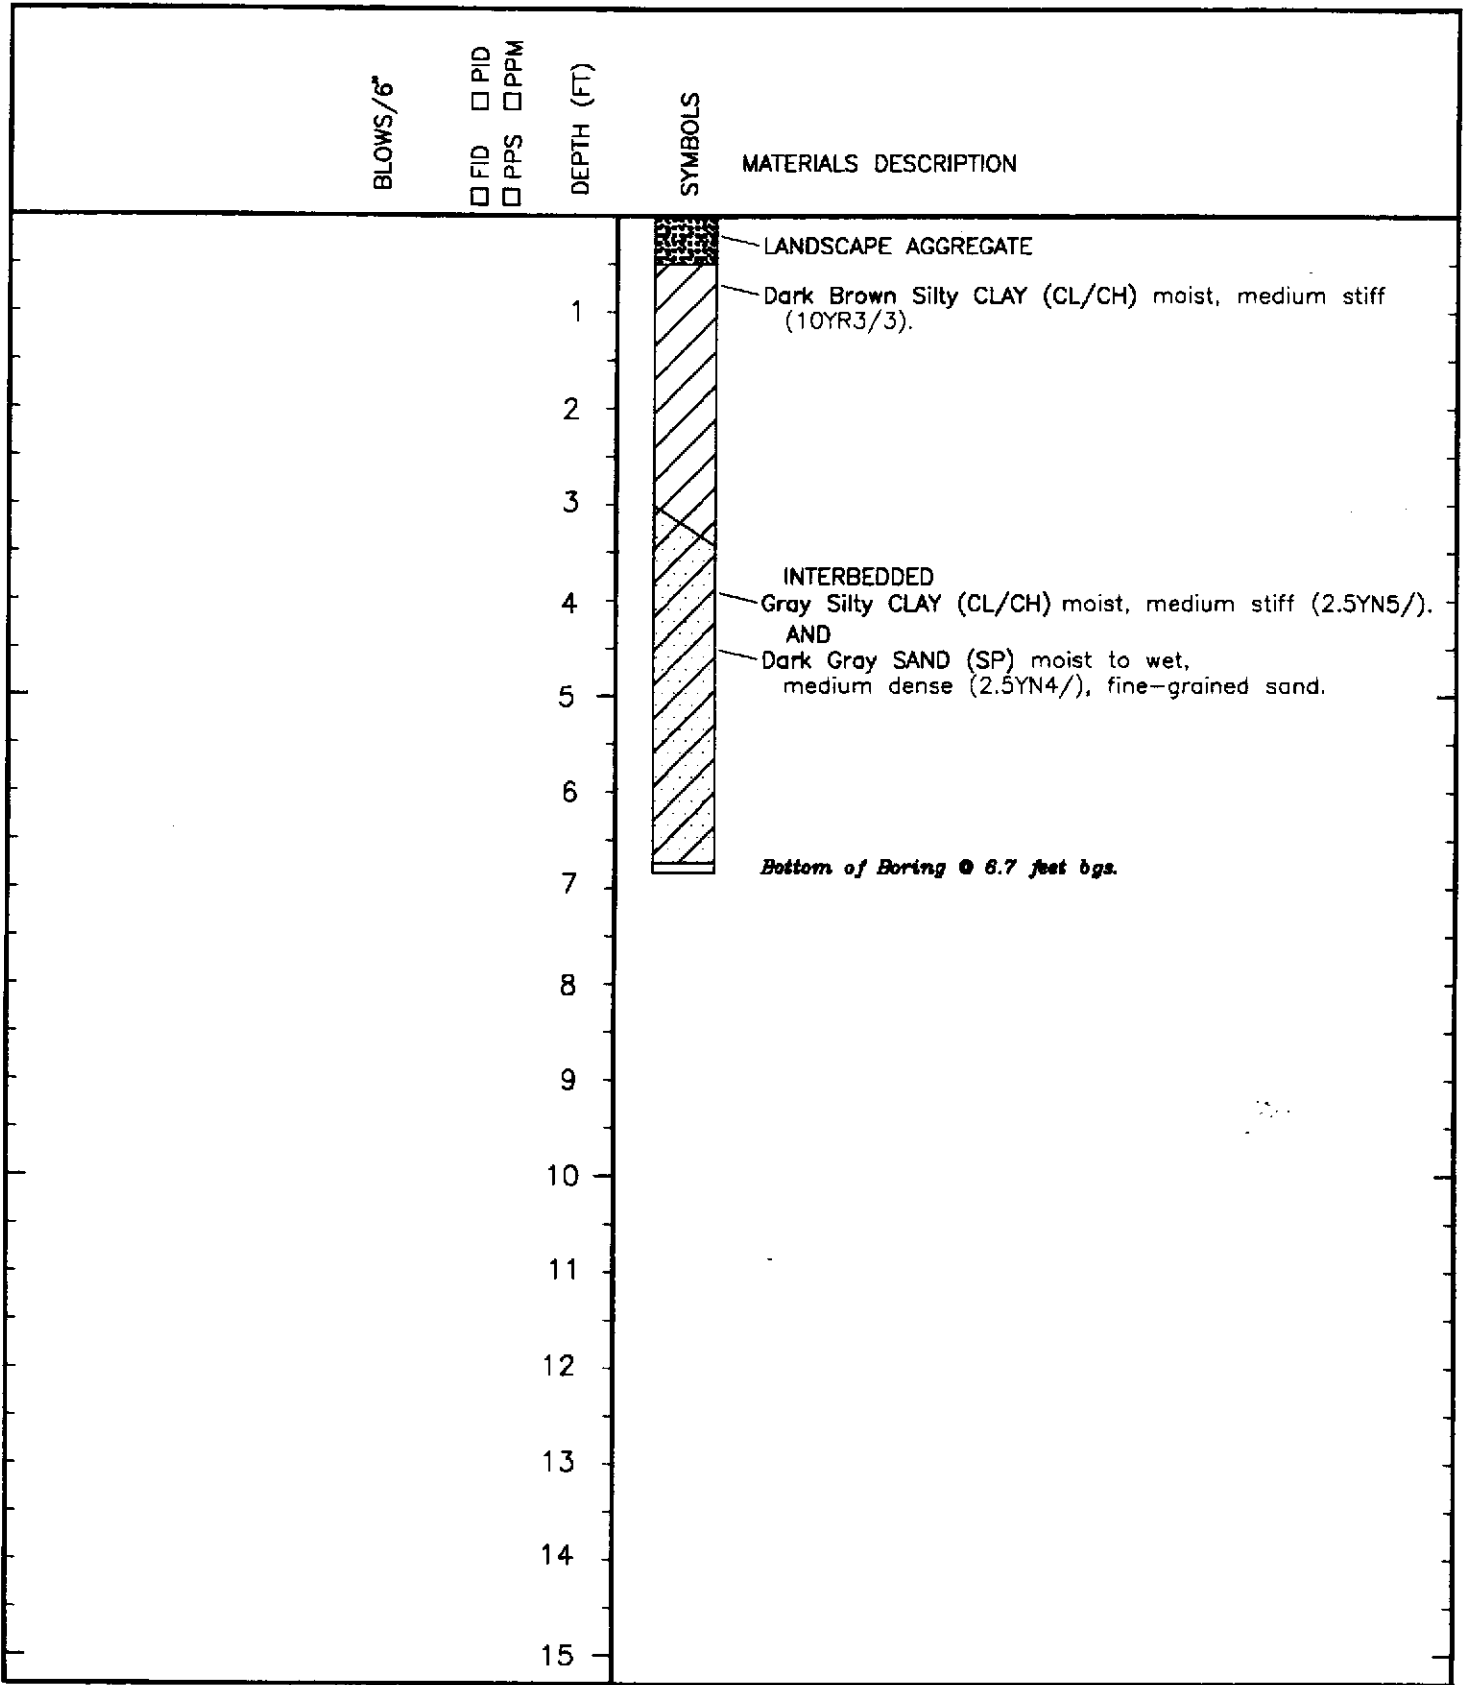 BLOWS/6"
☐ FID ☐ PID
☐ PPS ☐ PPM
DEPTH (FT)
SYMBOLS
MATERIALS DESCRIPTION
LANDSCAPE AGGREGATE
Dark Brown Silty CLAY (CL/CH) moist, medium stiff
(10YR3/3).
1
2
3
INTERBEDDED
4
Gray Silty CLAY (CL/CH) moist, medium stiff (2.5YN5/).
AND
Dark Gray SAND (SP) moist to wet,
medium dense (2.5YN4/), fine-grained sand.
5
6
Bottom of Boring @ 6.7 feet bgs.
7
8
9
10
11
12
13
14
15